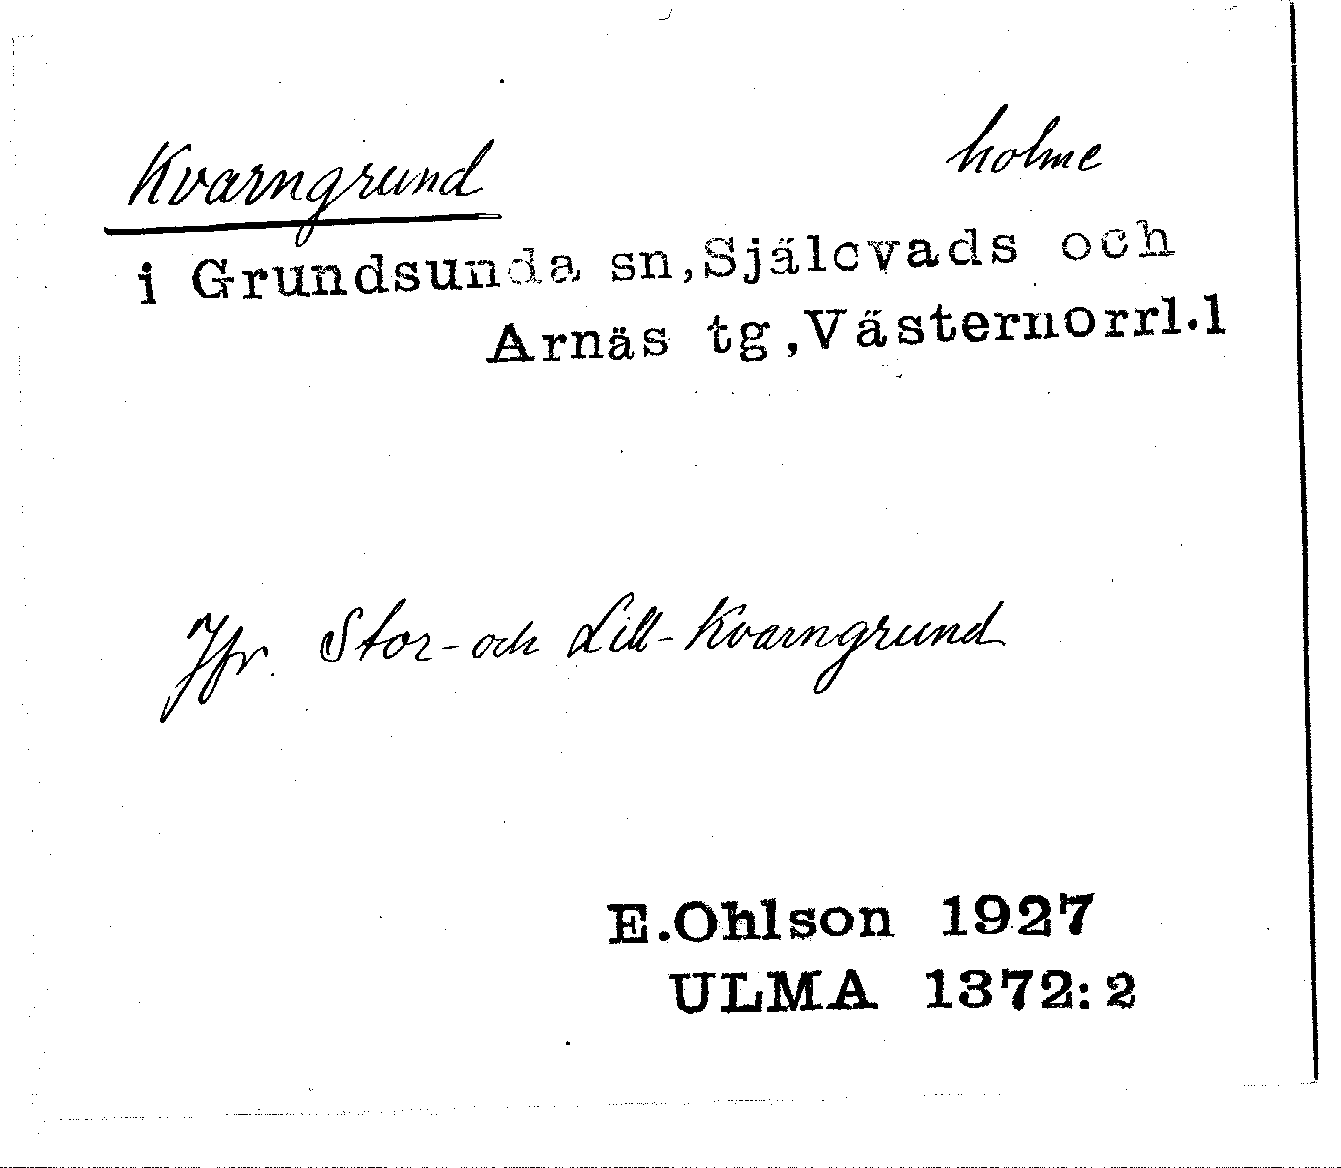 Kvarngrund holme
i Grundsunda sn,Själevads och
Arnäs tg,Västernorrl.l
Jfr. Stor- och Lill-Kvarngrund
E.Ohlson 1927
ULMA 1372:2